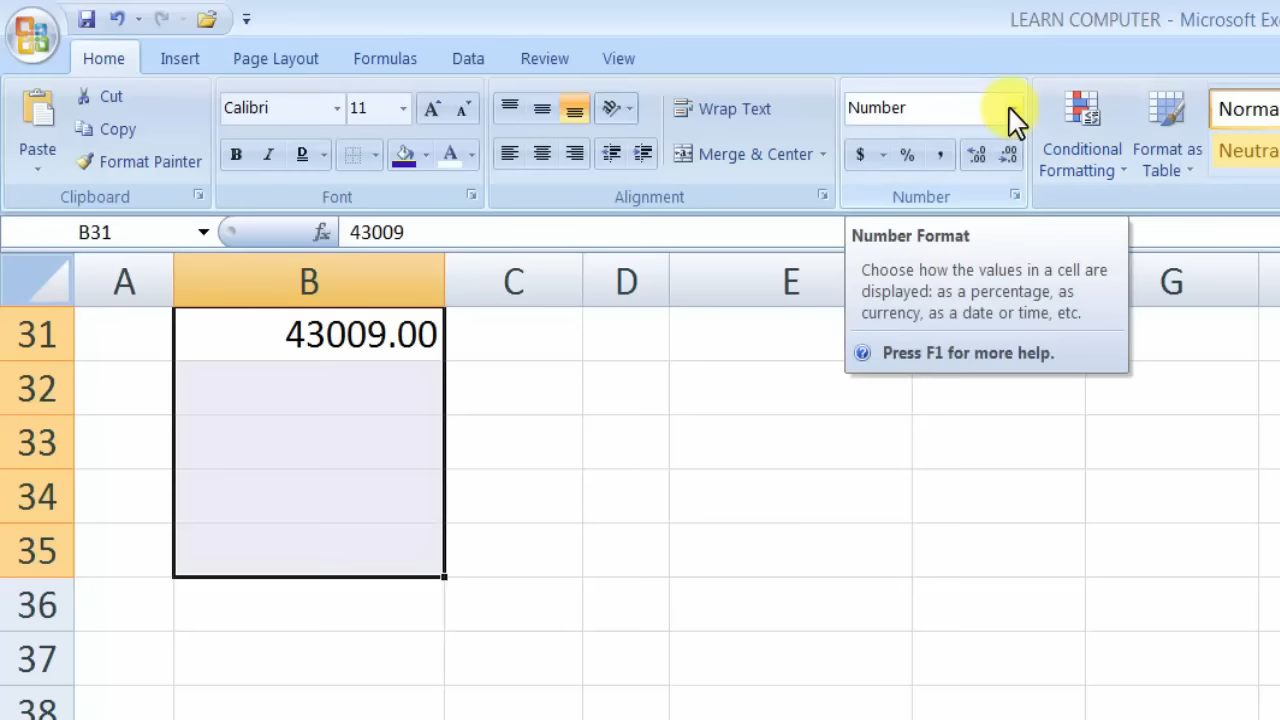 LEARN COMPUTER - Microsoft Ex
Home Insert Page Layout Formulas Data Review View
Paste
Cut
Copy
Format Painter
Clipboard
Calibri 11
B I D A
Font
Wrap Text
Merge & Center
Alignment
Number
$ % ,
Number
Conditional Formatting
Format as Table
Norma
Neutra
B31 fx 43009
Number Format
Choose how the values in a cell are
displayed: as a percentage, as
currency, as a date or time, etc.
Press F1 for more help.
A B C D E G
31 43009.00
32
33
34
35
36
37
38